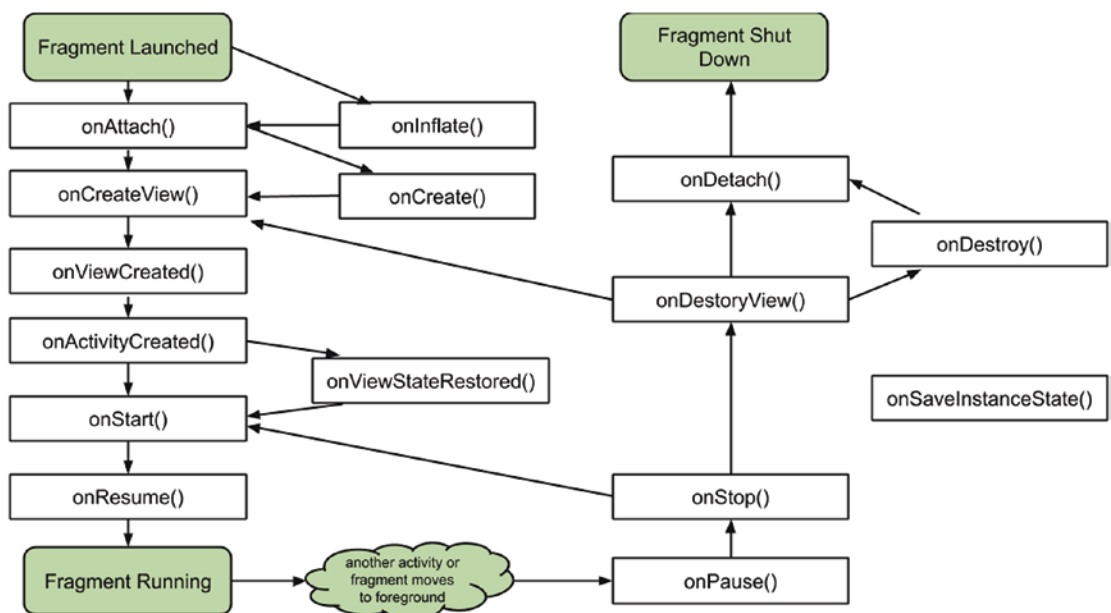 Fragment Launched
Fragment Shut
Down
onAttach()
onInflate()
onCreateView()
onCreate()
onDetach()
onDestroy()
onViewCreated()
onDestoryView()
onActivityCreated()
onViewStateRestored()
onSaveInstanceState()
onStart()
onResume()
onStop()
Fragment Running
another activity or
fragment moves
to foreground
onPause()